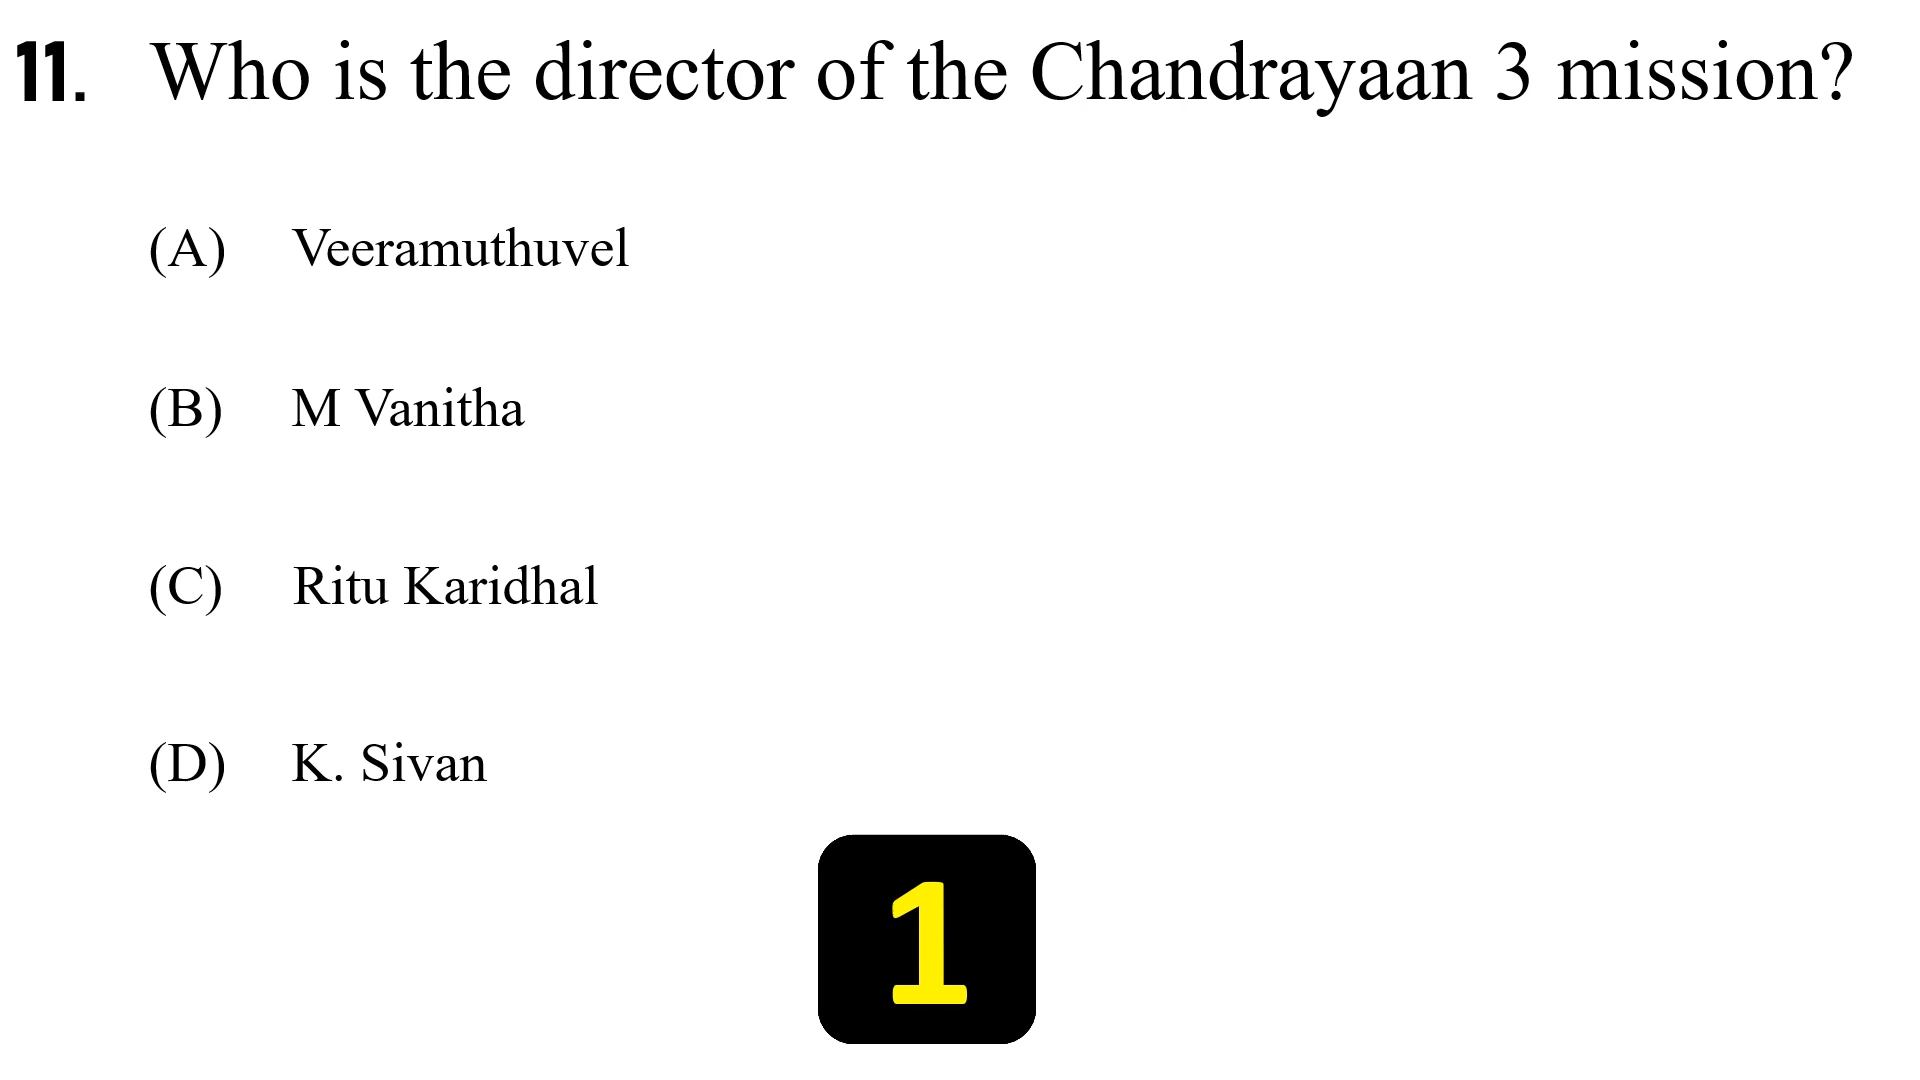 11. Who is the director of the Chandrayaan 3 mission?
(A) Veeramuthuvel
(B) M Vanitha
(C) Ritu Karidhal
(D) K. Sivan
1